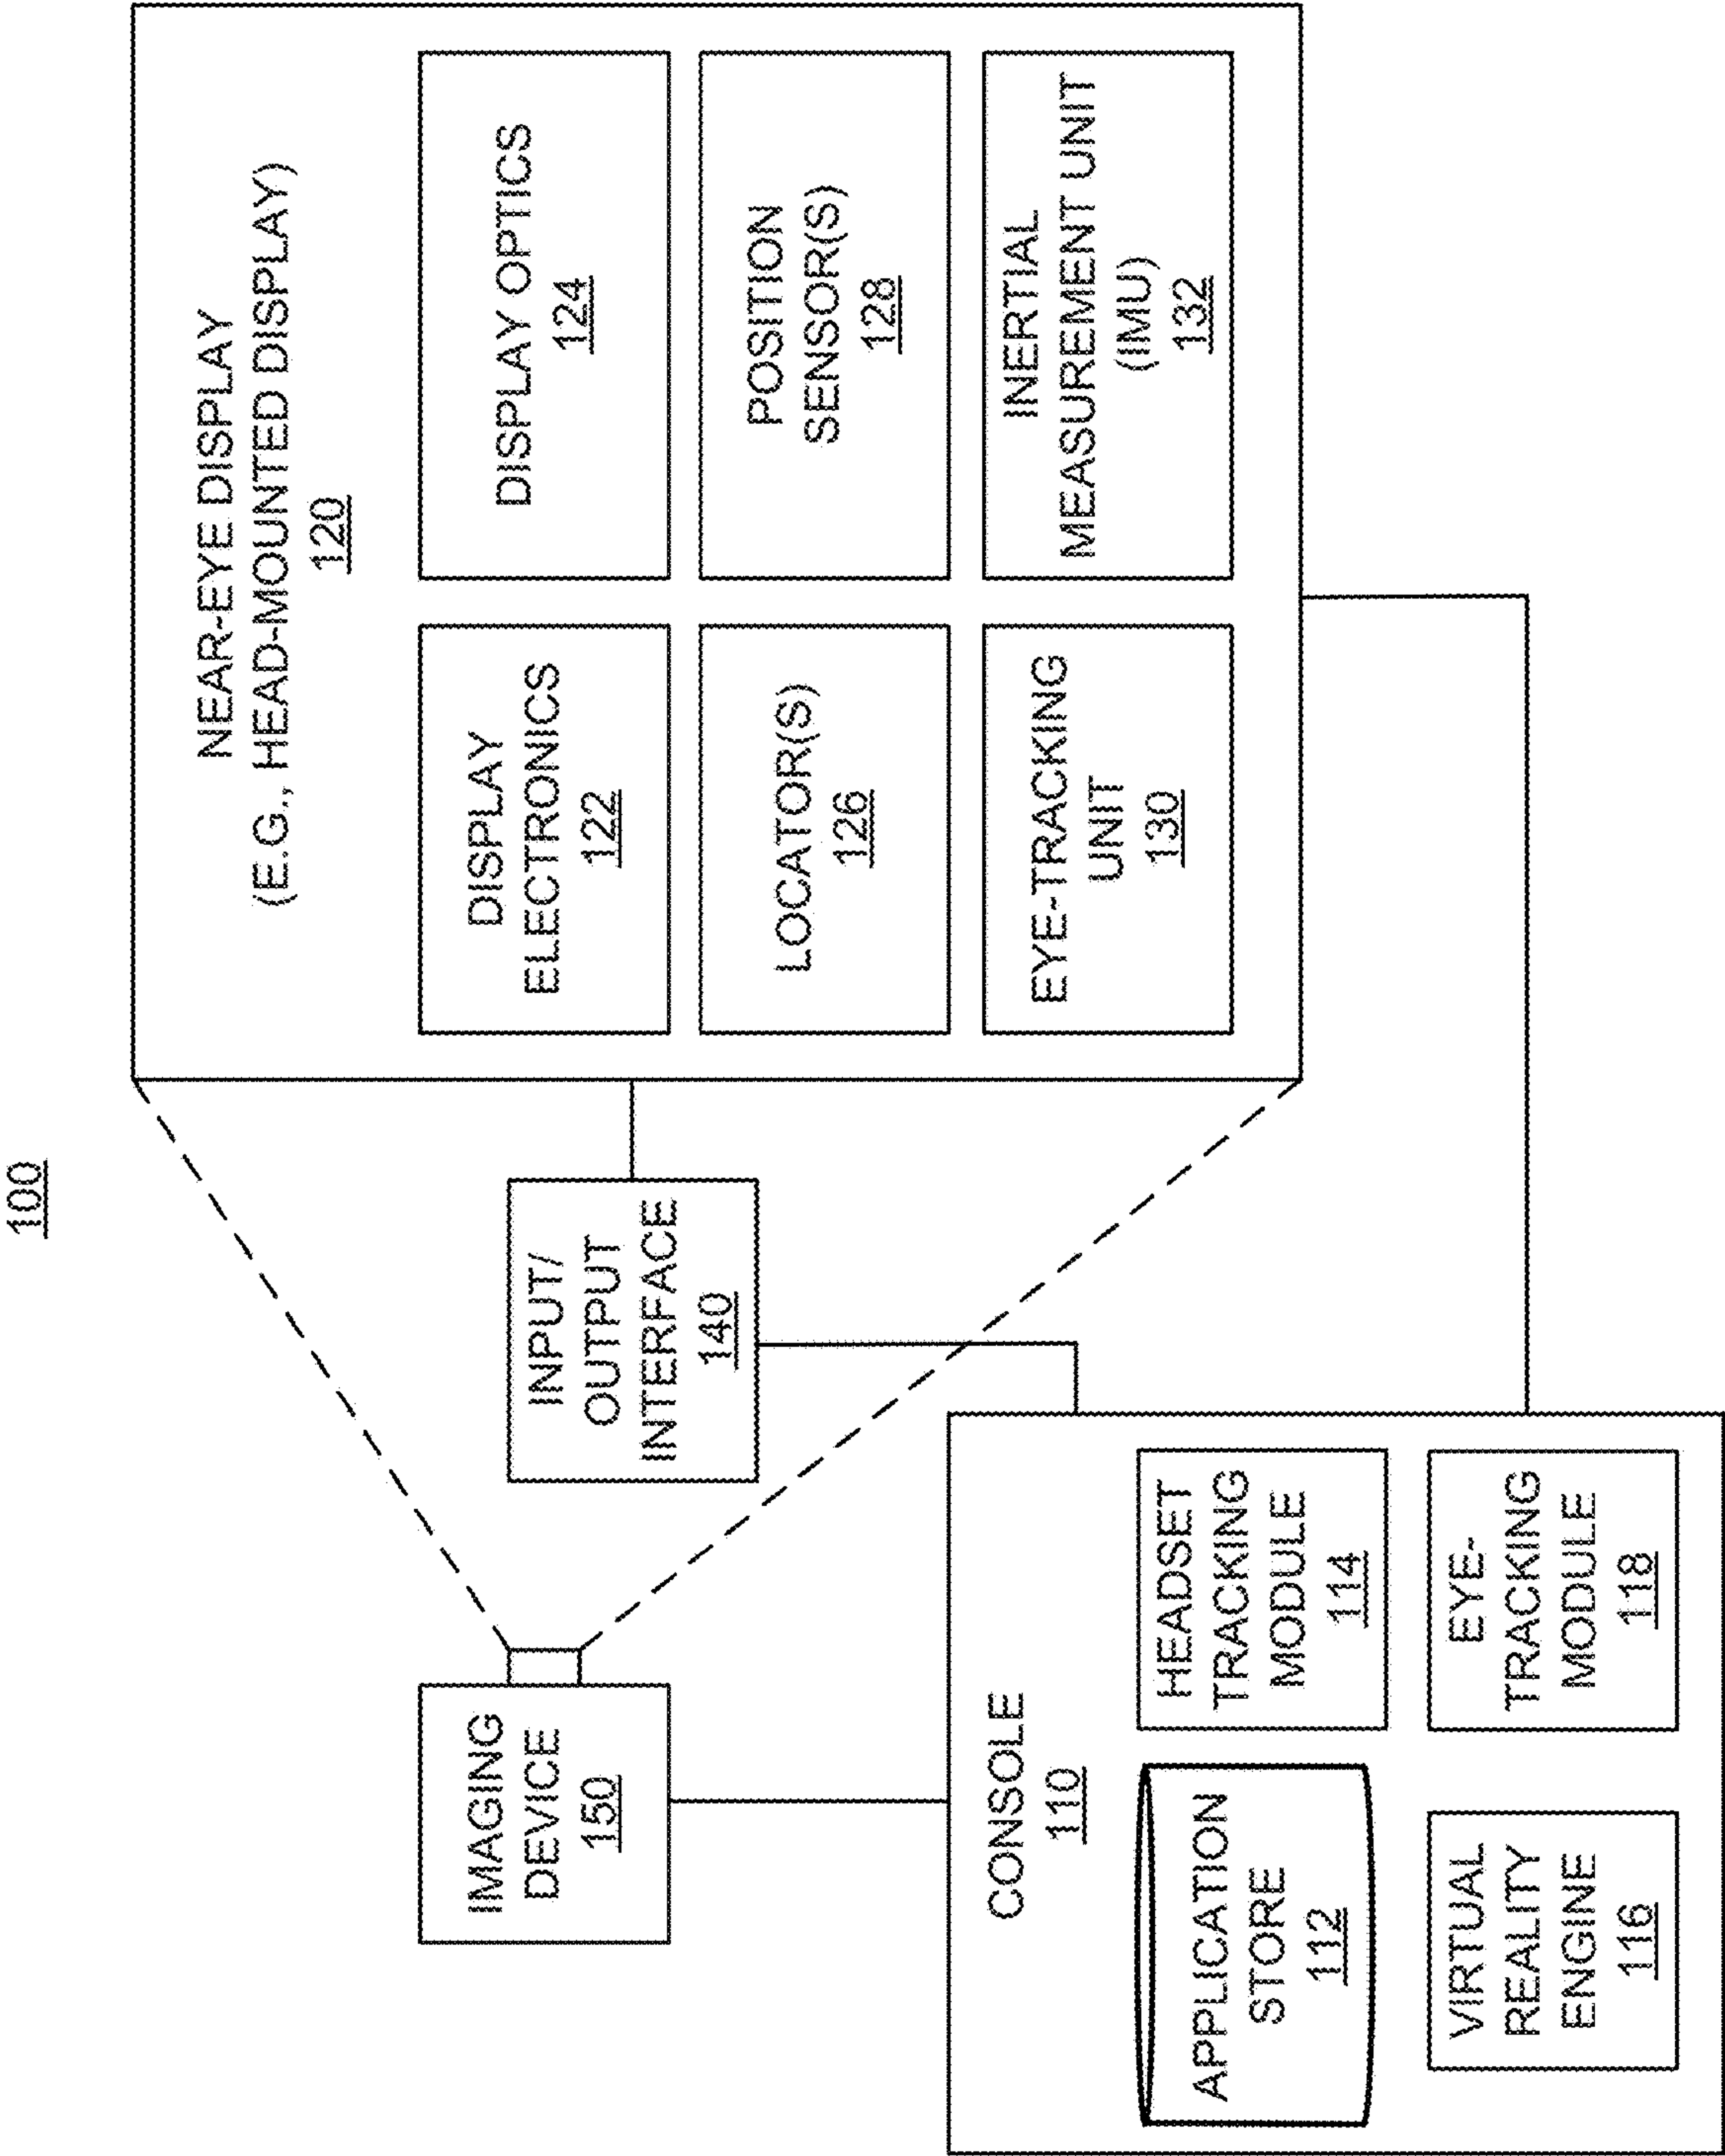 100
NEAR-EYE DISPLAY
(E.G., HEAD-MOUNTED DISPLAY)
120
DISPLAY
ELECTRONICS
122
DISPLAY OPTICS
124
LOCATOR(S)
126
POSITION
SENSOR(S)
128
EYE-TRACKING
UNIT
130
INERTIAL
MEASUREMENT UNIT
(IMU)
132
IMAGING
DEVICE
150
INPUT/
OUTPUT
INTERFACE
140
CONSOLE
110
APPLICATION
STORE
112
HEADSET
TRACKING
MODULE
114
VIRTUAL
REALITY
ENGINE
116
EYE-
TRACKING
MODULE
118